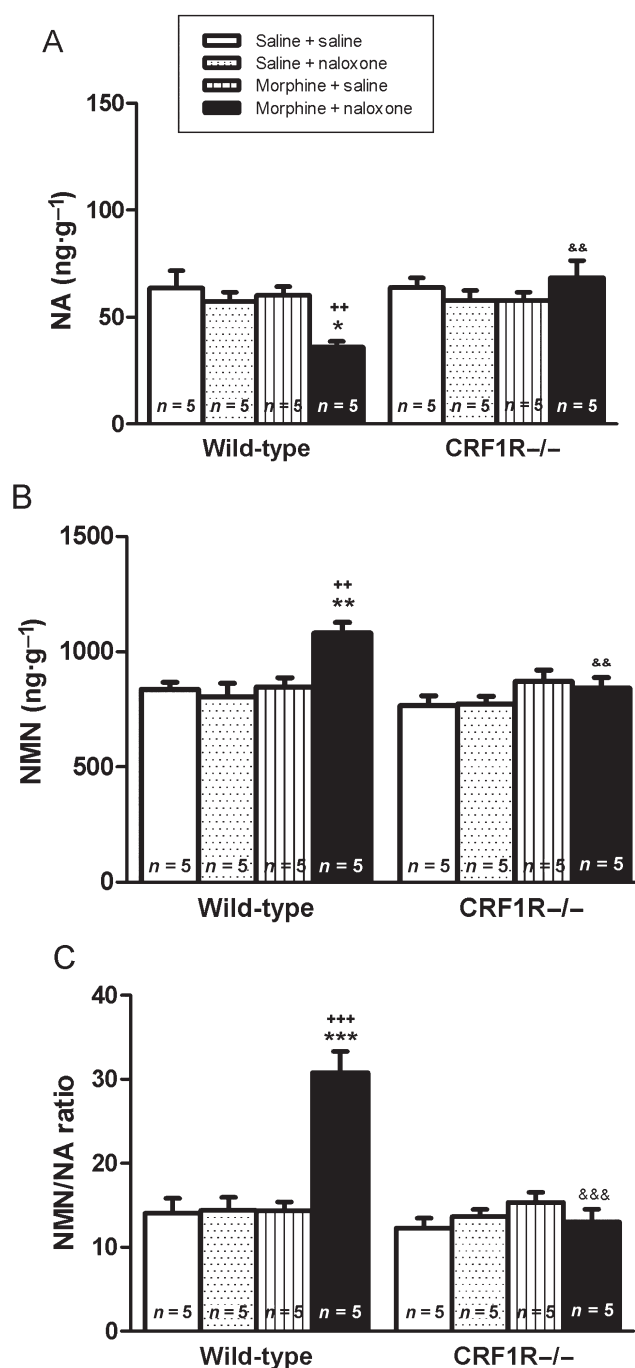 A
Saline + saline
Saline + naloxone
Morphine + saline
Morphine + naloxone
150
100
50
0
NA (ng·g⁻¹)
++
*
&&
n = 5 n = 5 n = 5 n = 5 n = 5 n = 5 n = 5 n = 5
Wild-type CRF1R–/–
B
1500
1000
500
0
NMN (ng·g⁻¹)
++
**
&&
n = 5 n = 5 n = 5 n = 5 n = 5 n = 5 n = 5 n = 5
Wild-type CRF1R–/–
C
40
30
20
10
0
NMN/NA ratio
+++
***
&&&
n = 5 n = 5 n = 5 n = 5 n = 5 n = 5 n = 5 n = 5
Wild-type CRF1R–/–